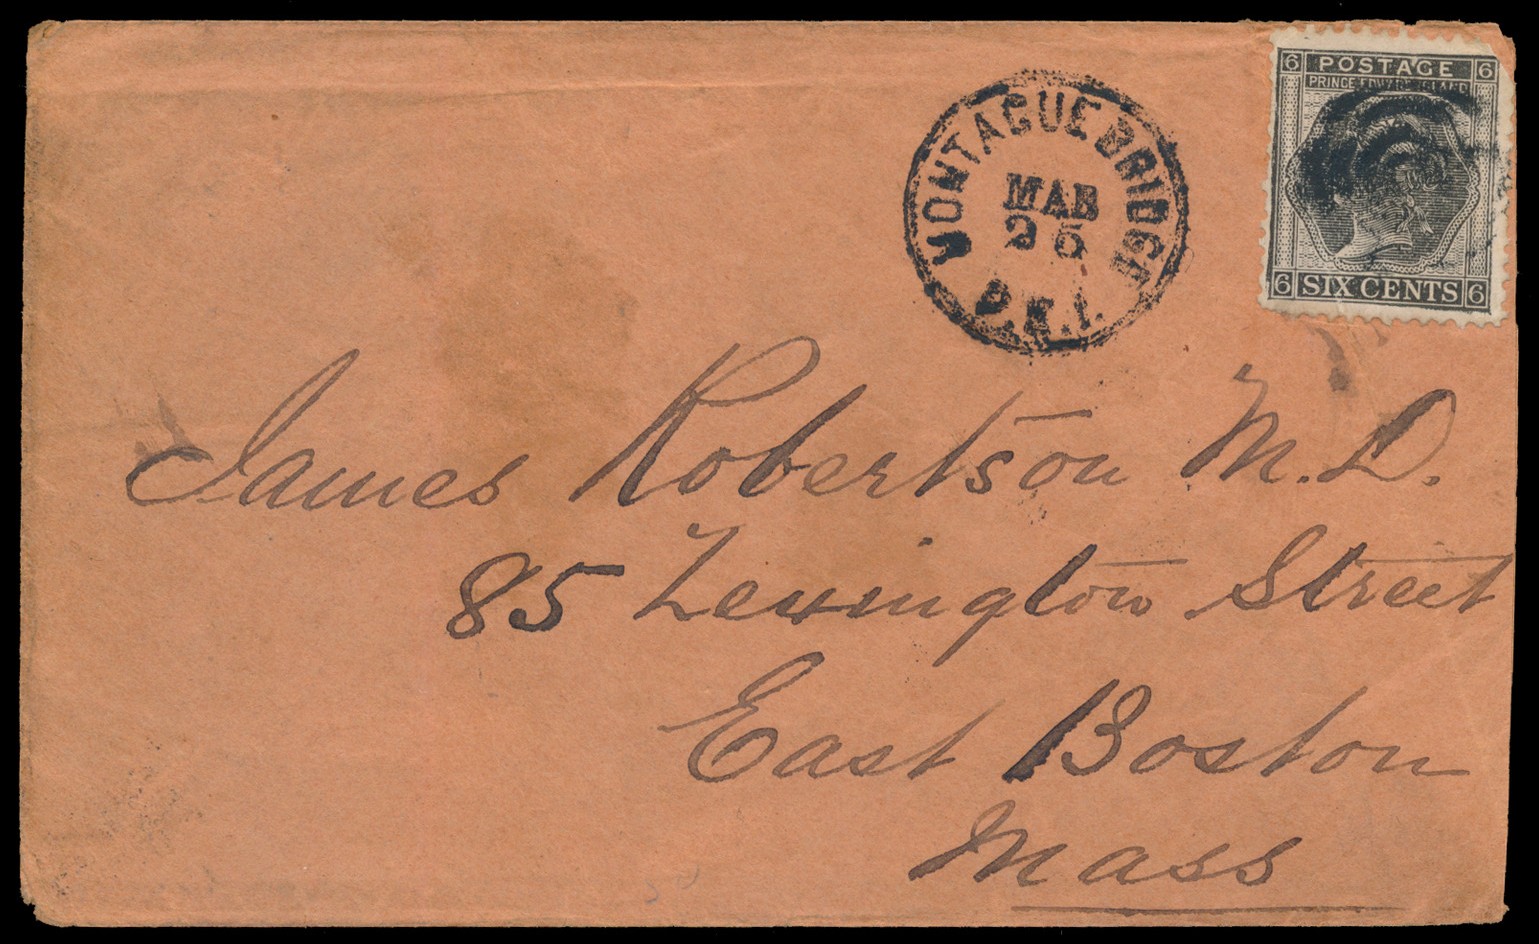 MONTAGUE BRIDGE
MAR
25
P.E.I.
6 POSTAGE 6
PRINCE EDWARD ISLAND
6 SIX CENTS 6
James Robertson M.D.
85 Lexington Street
East Boston
Mass